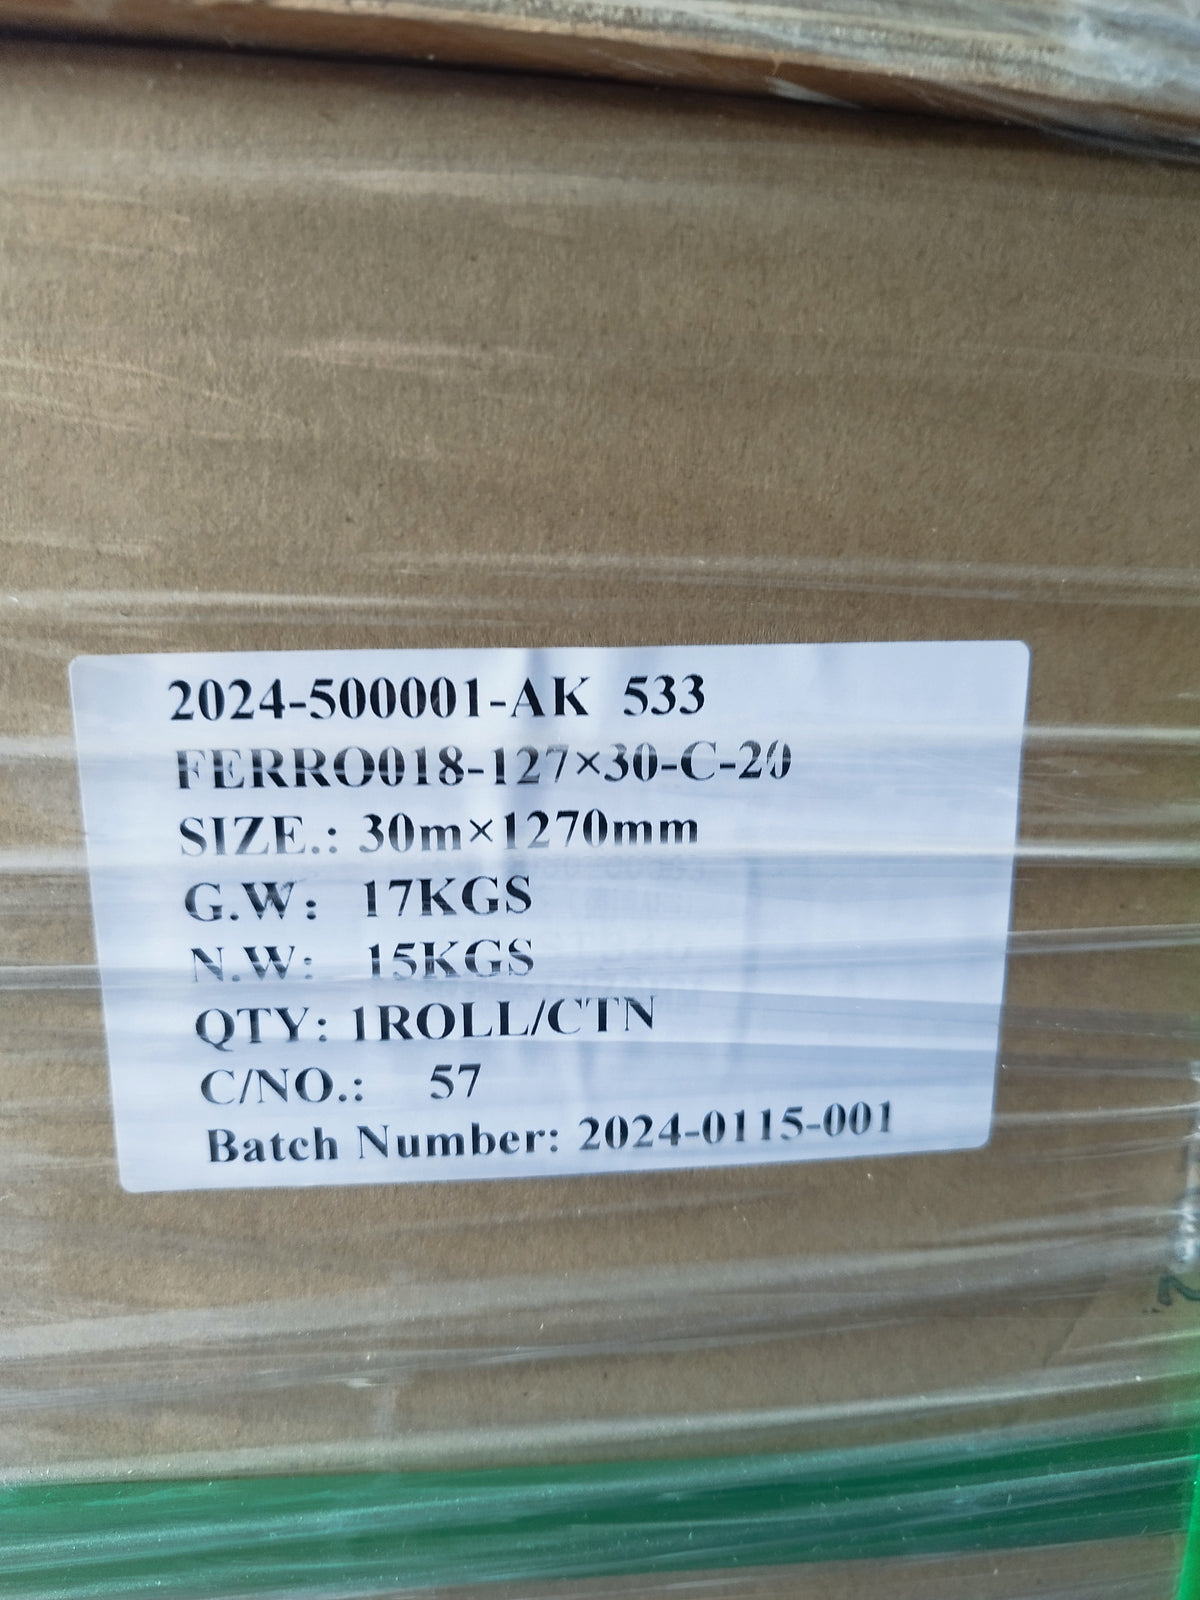 2024-500001-AK 533
FERRO018-127×30-C-20
SIZE.: 30m×1270mm
G.W: 17KGS
N.W: 15KGS
QTY: 1ROLL/CTN
C/NO.: 57
Batch Number: 2024-0115-001